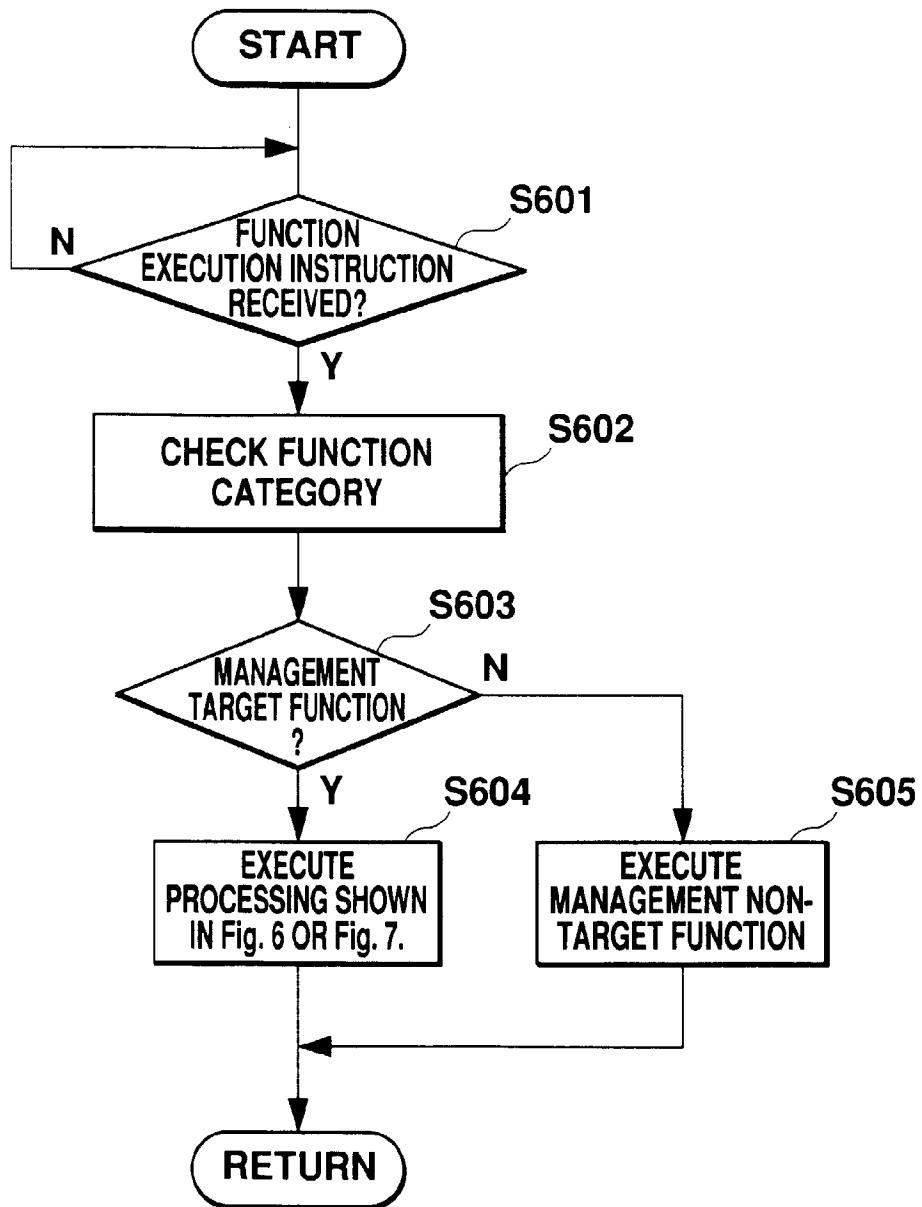 START
S601
N
FUNCTION
EXECUTION INSTRUCTION
RECEIVED?
Y
S602
CHECK FUNCTION
CATEGORY
S603
MANAGEMENT
TARGET FUNCTION
?
N
Y
S604
S605
EXECUTE
PROCESSING SHOWN
IN Fig. 6 OR Fig. 7.
EXECUTE
MANAGEMENT NON-
TARGET FUNCTION
RETURN